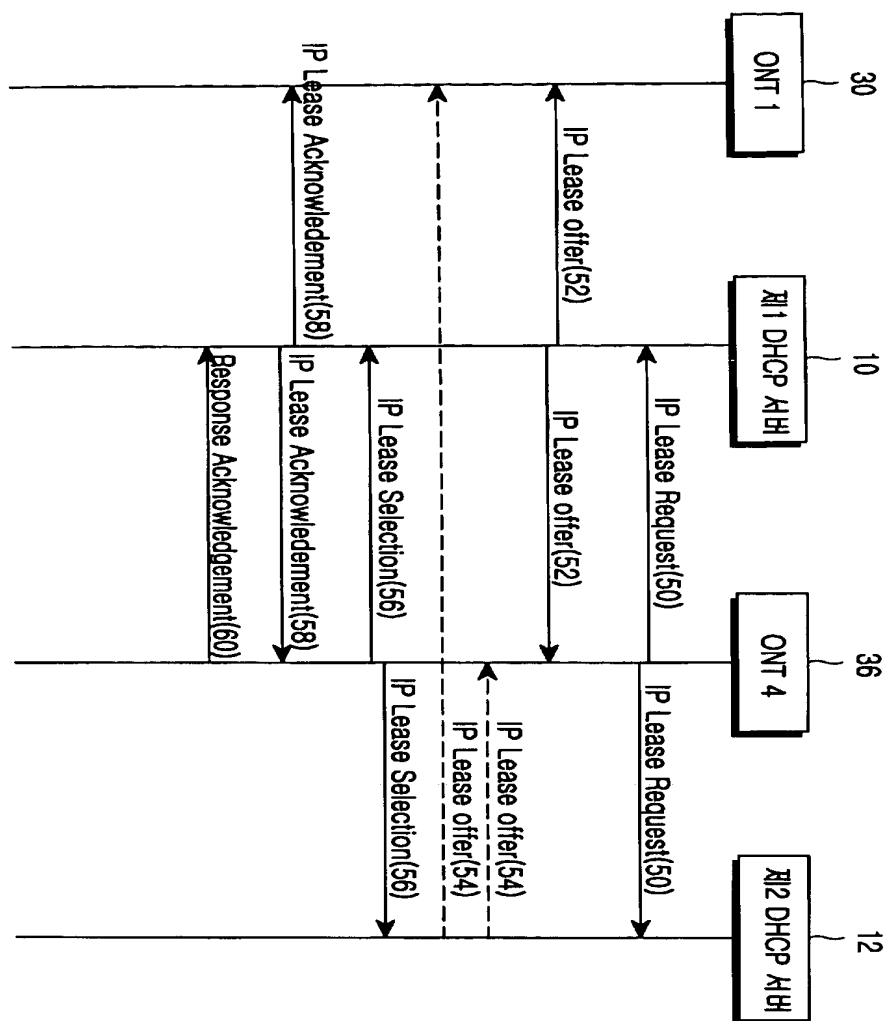 30
10
36
12
ONT 1
제1 DHCP 서버
ONT 4
제2 DHCP 서버
IP Lease Request(50)
IP Lease Request(50)
IP Lease offer(52)
IP Lease offer(52)
IP Lease offer(54)
IP Lease offer(54)
IP Lease Selection(56)
IP Lease Selection(56)
IP Lease Acknowledement(58)
IP Lease Acknowledement(58)
Response Acknowledgement(60)